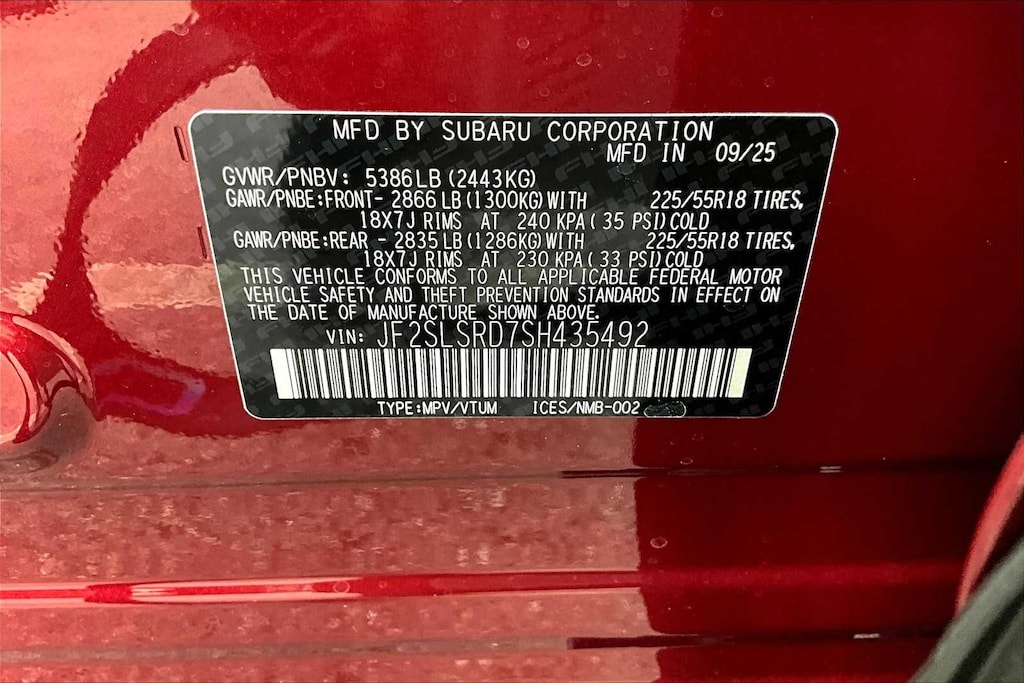 MFD BY SUBARU CORPORATION
MFD IN 09/25
GVWR/PNBV: 5386 LB (2443KG)
GAWR/PNBE:FRONT- 2866 LB (1300KG) WITH 225/55R18 TIRES,
18X7J RIMS AT 240 KPA ( 35 PSI) COLD
GAWR/PNBE:REAR - 2835 LB (1286KG) WITH 225/55R18 TIRES,
18X7J RIMS AT 230 KPA ( 33 PSI) COLD
THIS VEHICLE CONFORMS TO ALL APPLICABLE FEDERAL MOTOR
VEHICLE SAFETY AND THEFT PREVENTION STANDARDS IN EFFECT ON
THE DATE OF MANUFACTURE SHOWN ABOVE.
VIN: JF2SLSRD7SH435492
TYPE:MPV/VTUM ICES/NMB-002